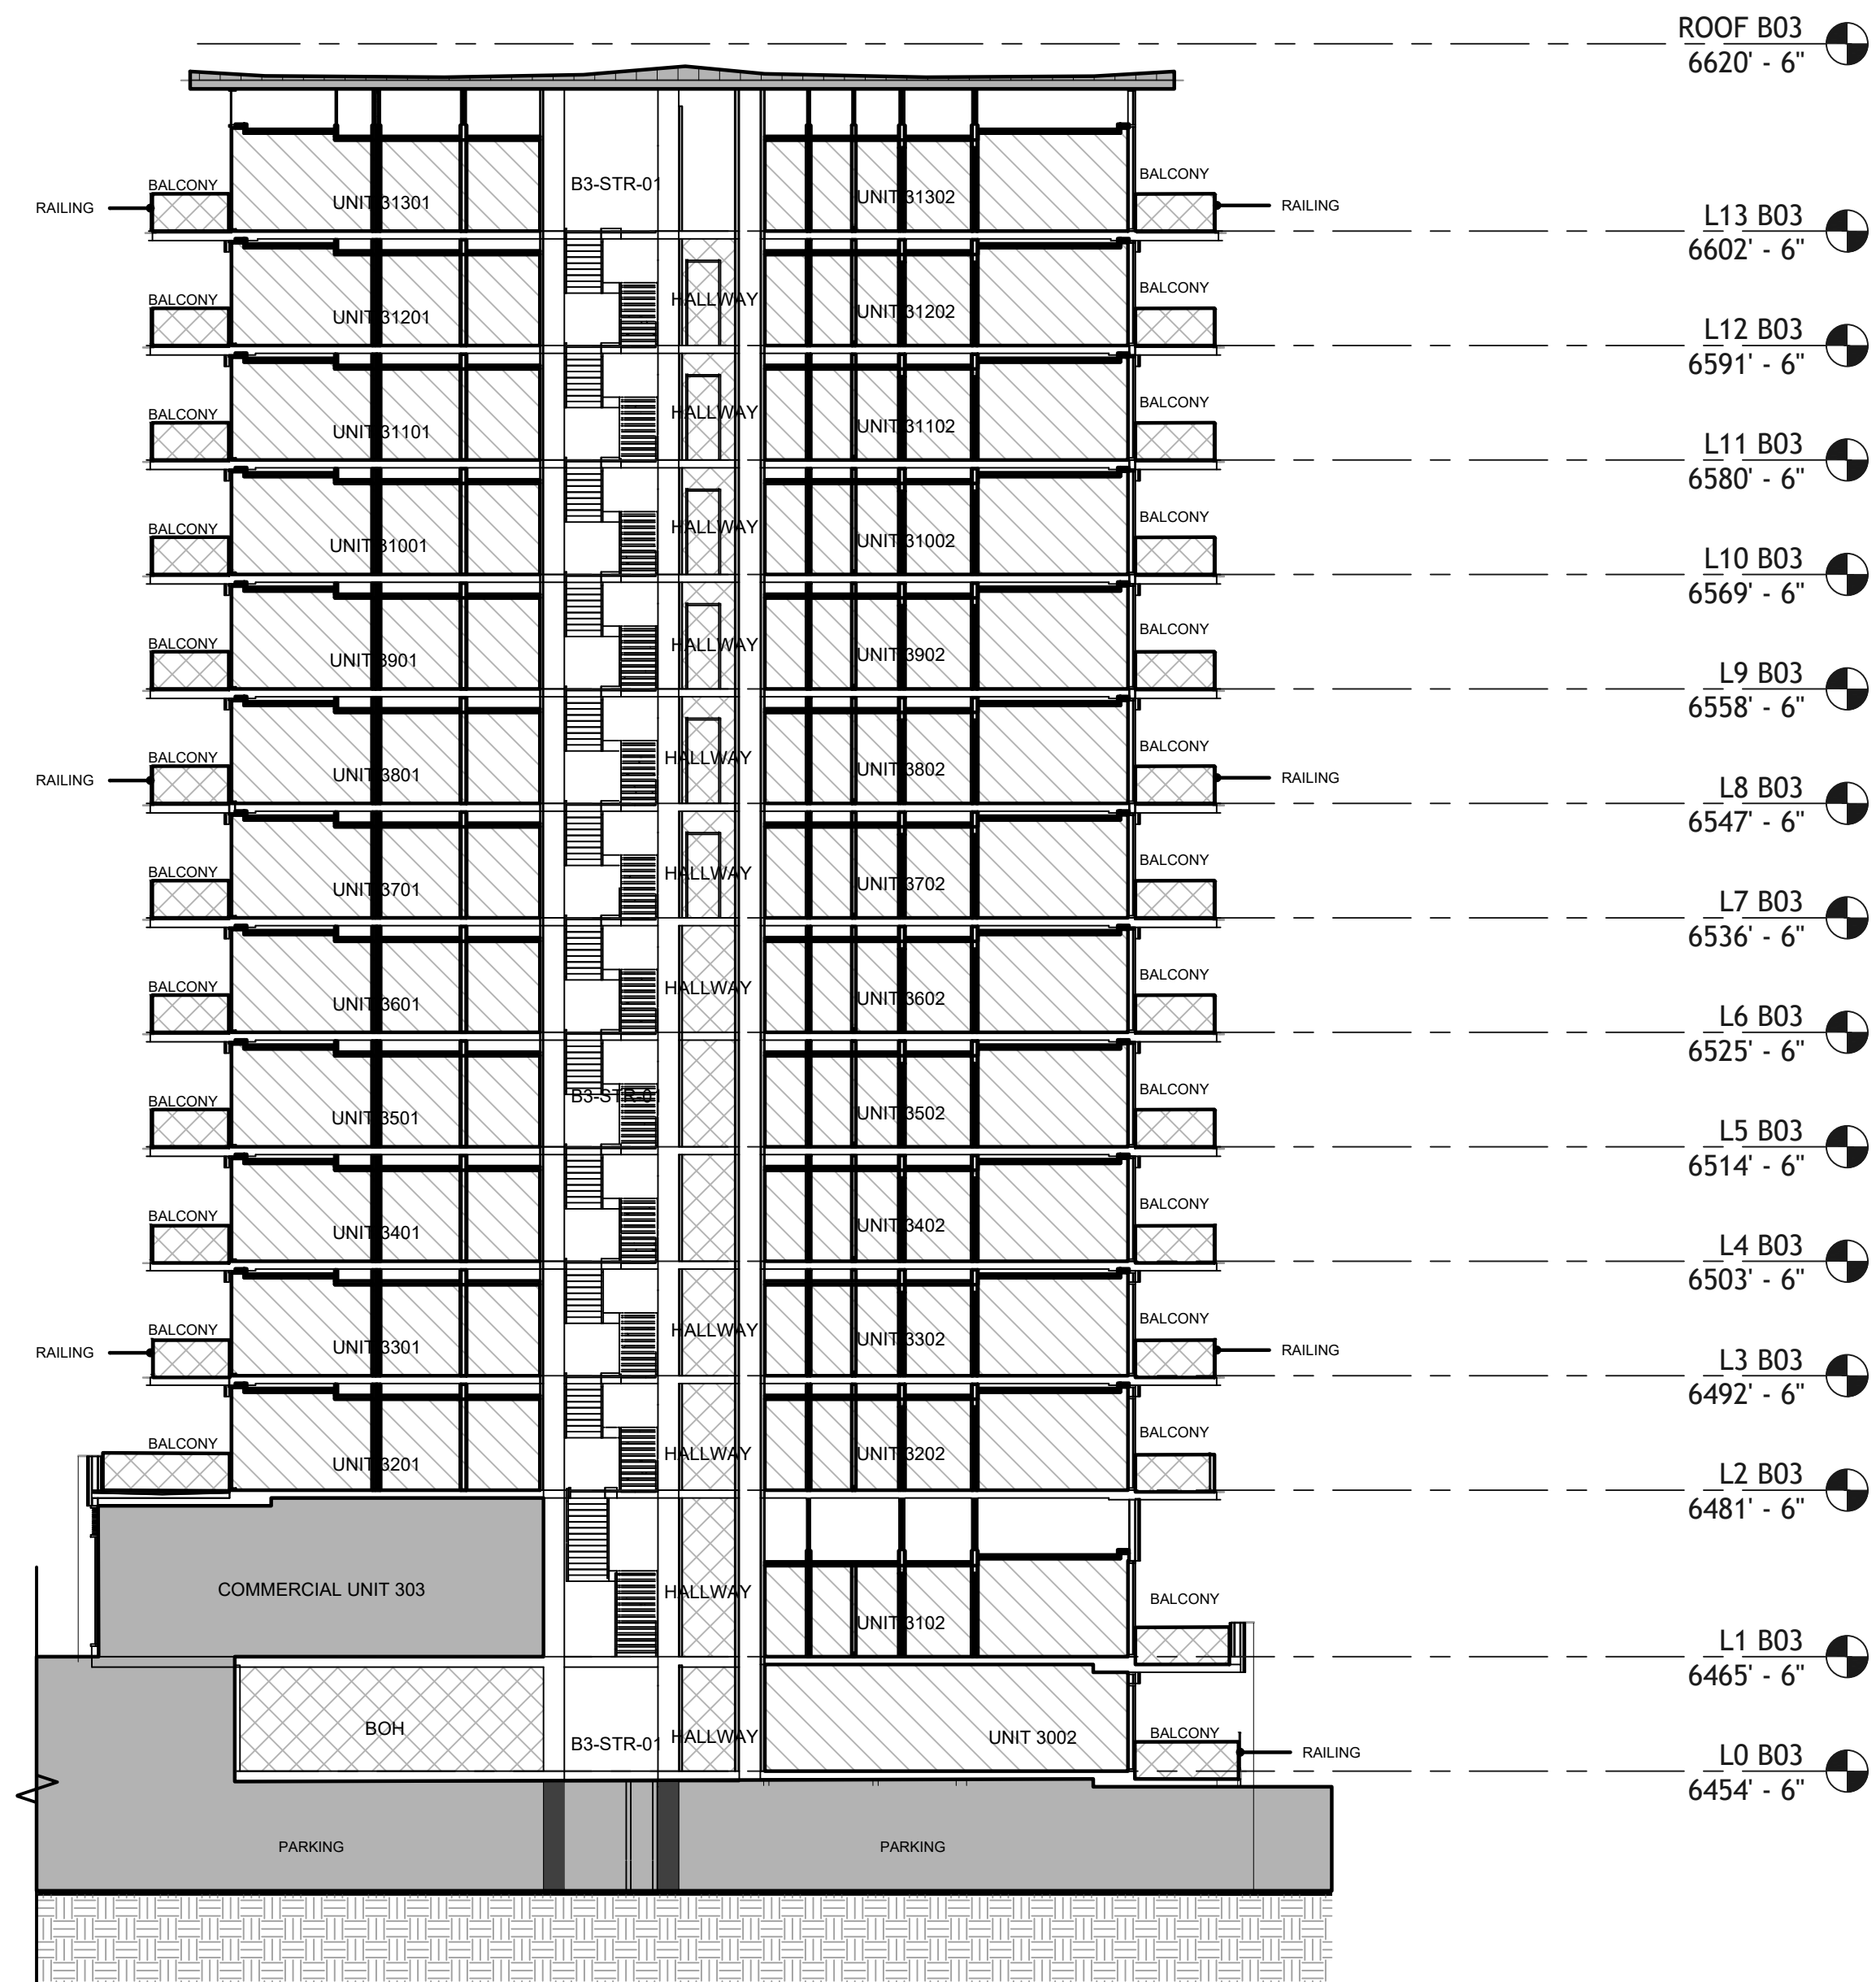 ROOF B03
6620' - 6"
BALCONY
B3-STR-01
UNIT 31301
UNIT 31302
BALCONY
RAILING
RAILING
L13 B03
6602' - 6"
BALCONY
UNIT 31201
HALLWAY
UNIT 31202
BALCONY
L12 B03
6591' - 6"
BALCONY
UNIT 31101
HALLWAY
UNIT 31102
BALCONY
L11 B03
6580' - 6"
BALCONY
UNIT 31001
HALLWAY
UNIT 31002
BALCONY
L10 B03
6569' - 6"
BALCONY
UNIT 3901
HALLWAY
UNIT 3902
BALCONY
L9 B03
6558' - 6"
BALCONY
RAILING
UNIT 3801
HALLWAY
UNIT 3802
BALCONY
RAILING
L8 B03
6547' - 6"
BALCONY
UNIT 3701
HALLWAY
UNIT 3702
BALCONY
L7 B03
6536' - 6"
BALCONY
UNIT 3601
HALLWAY
UNIT 3602
BALCONY
L6 B03
6525' - 6"
BALCONY
UNIT 3501
B3-STR-01
UNIT 3502
BALCONY
L5 B03
6514' - 6"
BALCONY
UNIT 3401
UNIT 3402
BALCONY
L4 B03
6503' - 6"
BALCONY
RAILING
UNIT 3301
HALLWAY
UNIT 3302
BALCONY
RAILING
L3 B03
6492' - 6"
BALCONY
UNIT 3201
HALLWAY
UNIT 3202
BALCONY
L2 B03
6481' - 6"
COMMERCIAL UNIT 303
HALLWAY
UNIT 3102
BALCONY
L1 B03
6465' - 6"
BOH
B3-STR-01
HALLWAY
UNIT 3002
BALCONY
RAILING
L0 B03
6454' - 6"
PARKING
PARKING